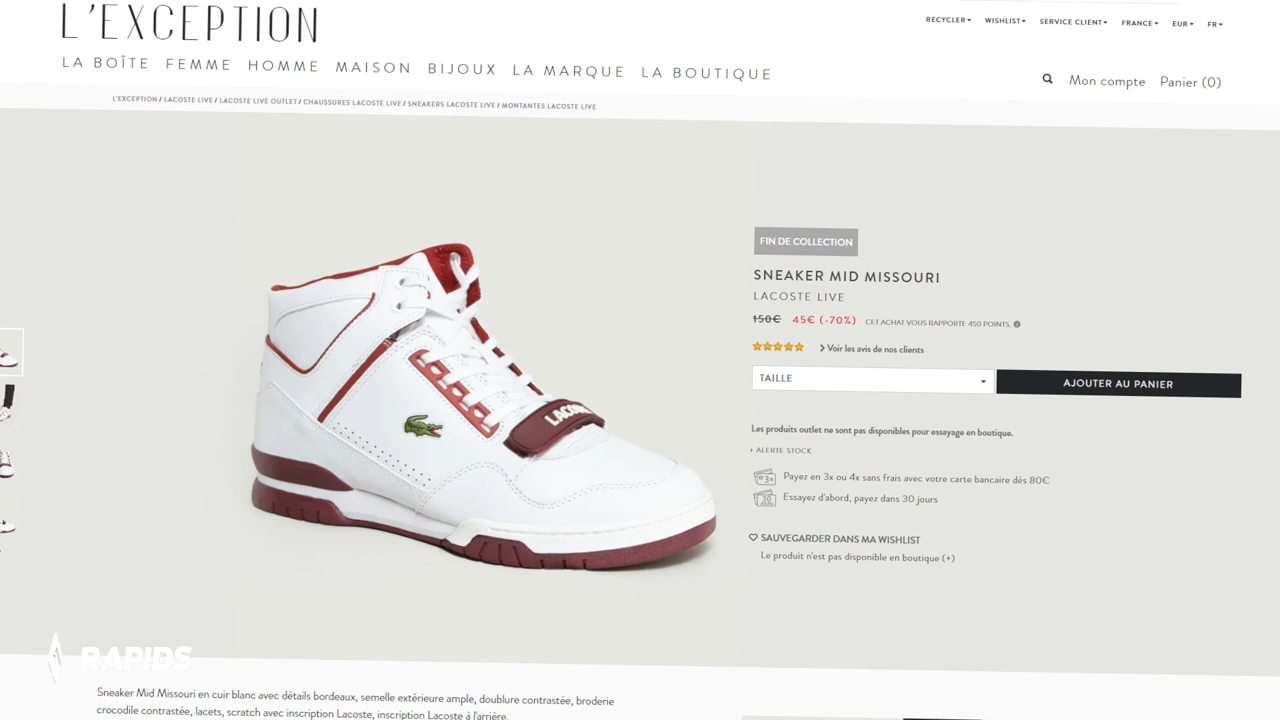 L'EXCEPTION
RECYCLER WISHLIST SERVICE CLIENT FRANCE EUR FR
LA BOÎTE FEMME HOMME MAISON BIJOUX LA MARQUE LA BOUTIQUE
Mon compte Panier (0)
L'EXCEPTION / LACOSTE LIVE / LACOSTE LIVE OUTLET / CHAUSSURES LACOSTE LIVE / SNEAKERS LACOSTE LIVE / MONTANTES LACOSTE LIVE
FIN DE COLLECTION
SNEAKER MID MISSOURI
LACOSTE LIVE
150€ 45€ (-70%) CET ACHAT VOUS RAPPORTE 450 POINTS.
Voir les avis de nos clients
TAILLE
AJOUTER AU PANIER
Les produits outlet ne sont pas disponibles pour essayage en boutique.
ALERTE STOCK
3x Payez en 3x ou 4x sans frais avec votre carte bancaire dès 80€
30 Essayez d'abord, payez dans 30 jours
SAUVEGARDER DANS MA WISHLIST
Le produit n'est pas disponible en boutique (+)
RAPIDS
Sneaker Mid Missouri en cuir blanc avec détails bordeaux, semelle extérieure ample, doublure contrastée, broderie
crocodile contrastée, lacets, scratch avec inscription Lacoste, inscription Lacoste à l'arrière.